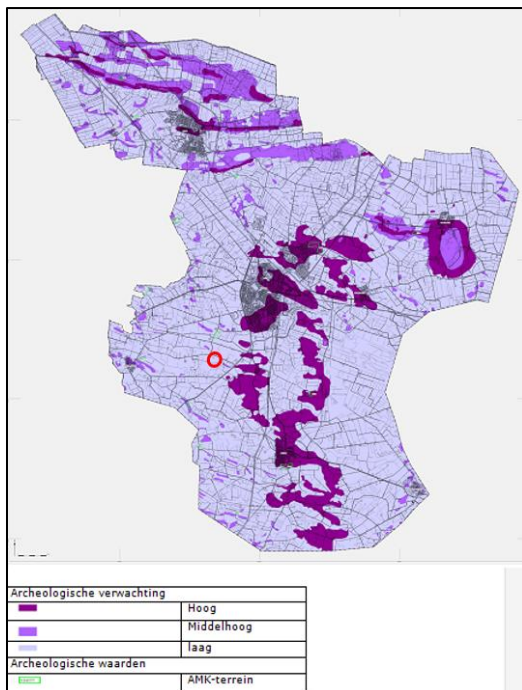 Archeologische verwachting
Hoog
Middelhoog
laag
Archeologische waarden
AMK-terrein